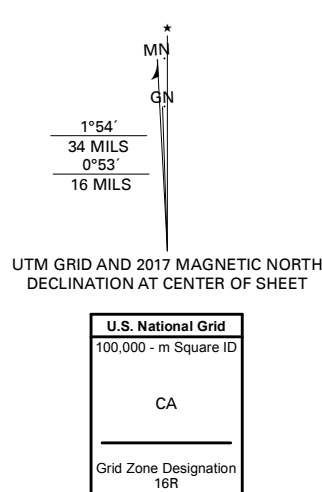 ★
MN
GN
1°54´
34 MILS
0°53´
16 MILS
UTM GRID AND 2017 MAGNETIC NORTH
DECLINATION AT CENTER OF SHEET
U.S. National Grid
100,000 - m Square ID
CA
Grid Zone Designation
16R